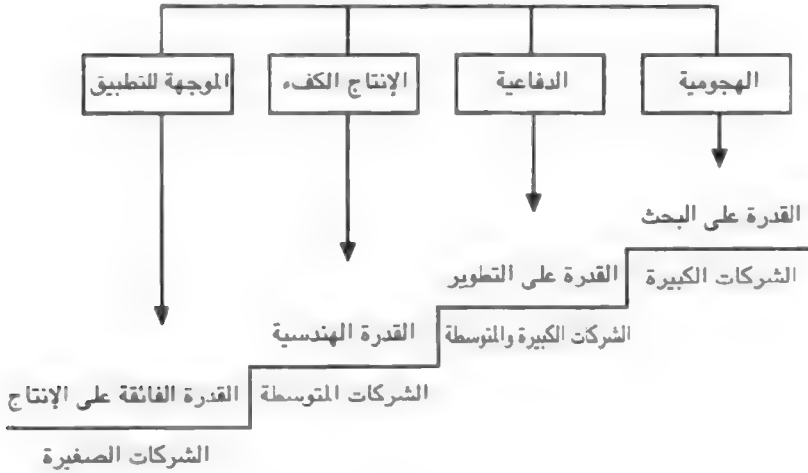 الهجومية
الدفاعية
الإنتاج الكفء
الموجهة للتطبيق
القدرة على البحث
الشركات الكبيرة
القدرة على التطوير
الشركات الكبيرة والمتوسطة
القدرة الهندسية
الشركات المتوسطة
القدرة الفائقة على الإنتاج
الشركات الصغيرة